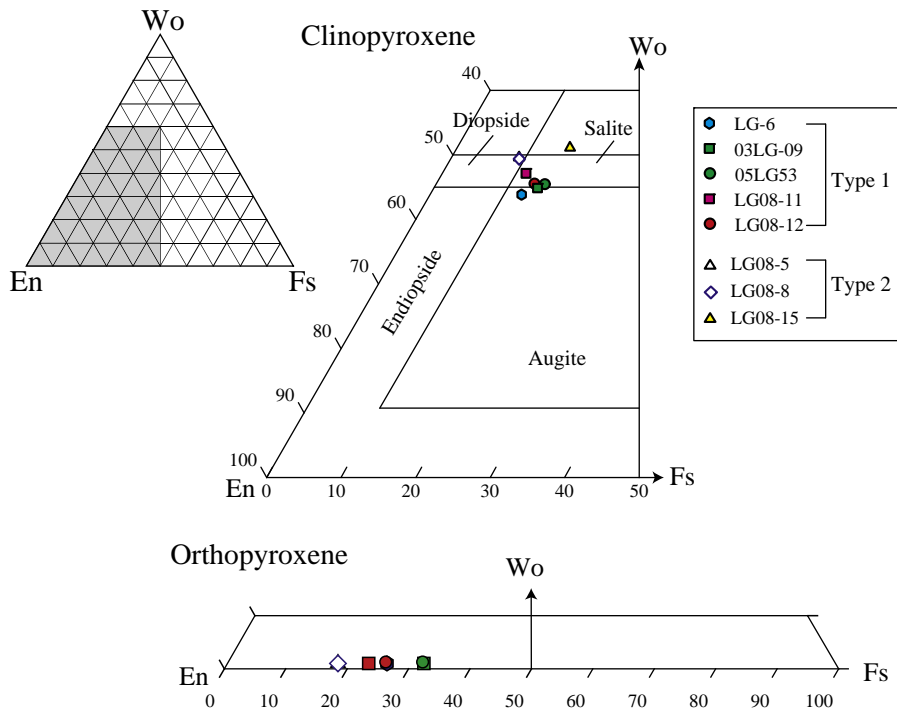 Wo
En
Fs
Clinopyroxene
Wo
40
50
60
70
80
90
100
Diopside
Salite
Endiopside
Augite
En
0
10
20
30
40
50
Fs
LG-6
03LG-09
05LG53
LG08-11
LG08-12
Type 1
LG08-5
LG08-8
LG08-15
Type 2
Orthopyroxene
Wo
En
Fs
0
10
20
30
40
50
60
70
80
90
100